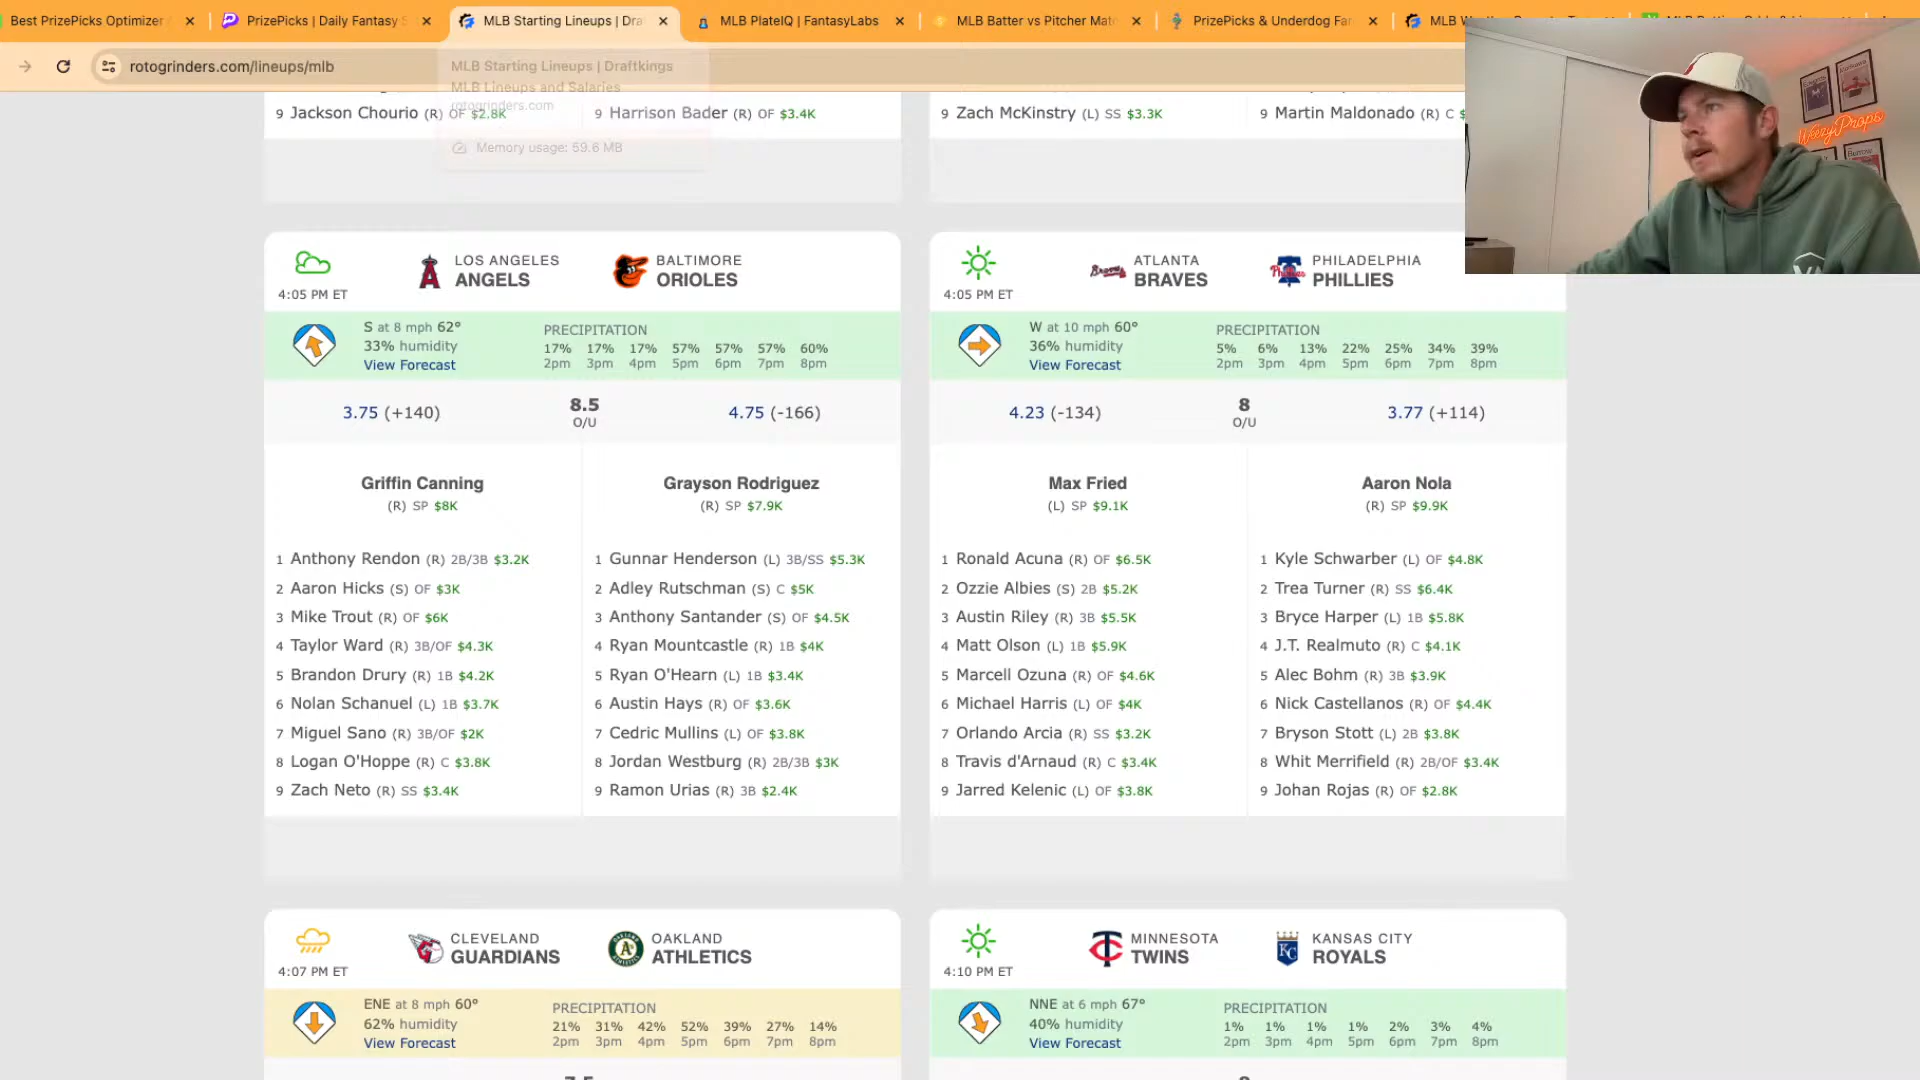 Best PrizePicks Optimizer
PrizePicks | Daily Fantasy S
MLB Starting Lineups | Dra
MLB PlateIQ | FantasyLabs
MLB Batter vs Pitcher Mat
PrizePicks & Underdog Fan
MLB
rotogrinders.com/lineups/mlb
MLB Starting Lineups | Draftkings
MLB Lineups and Salaries
rotogrinders.com
Memory usage: 59.6 MB
9 Jackson Chourio (R) OF $2.8K
9 Harrison Bader (R) OF $3.4K
9 Zach McKinstry (L) SS $3.3K
9 Martin Maldonado (R) C
WeezyProps
Burrow
4:05 PM ET
LOS ANGELES
ANGELS
BALTIMORE
ORIOLES
S at 8 mph 62°
33% humidity
View Forecast
PRECIPITATION
17% 17% 17% 57% 57% 57% 60%
2pm 3pm 4pm 5pm 6pm 7pm 8pm
3.75 (+140)
8.5
O/U
4.75 (-166)
Griffin Canning
(R) SP $8K
1 Anthony Rendon (R) 2B/3B $3.2K
2 Aaron Hicks (S) OF $3K
3 Mike Trout (R) OF $6K
4 Taylor Ward (R) 3B/OF $4.3K
5 Brandon Drury (R) 1B $4.2K
6 Nolan Schanuel (L) 1B $3.7K
7 Miguel Sano (R) 3B/OF $2K
8 Logan O'Hoppe (R) C $3.8K
9 Zach Neto (R) SS $3.4K
Grayson Rodriguez
(R) SP $7.9K
1 Gunnar Henderson (L) 3B/SS $5.3K
2 Adley Rutschman (S) C $5K
3 Anthony Santander (S) OF $4.5K
4 Ryan Mountcastle (R) 1B $4K
5 Ryan O'Hearn (L) 1B $3.4K
6 Austin Hays (R) OF $3.6K
7 Cedric Mullins (L) OF $3.8K
8 Jordan Westburg (R) 2B/3B $3K
9 Ramon Urias (R) 3B $2.4K
4:05 PM ET
Braves
ATLANTA
BRAVES
Phillies
PHILADELPHIA
PHILLIES
W at 10 mph 60°
36% humidity
View Forecast
PRECIPITATION
5% 6% 13% 22% 25% 34% 39%
2pm 3pm 4pm 5pm 6pm 7pm 8pm
4.23 (-134)
8
O/U
3.77 (+114)
Max Fried
(L) SP $9.1K
1 Ronald Acuna (R) OF $6.5K
2 Ozzie Albies (S) 2B $5.2K
3 Austin Riley (R) 3B $5.5K
4 Matt Olson (L) 1B $5.9K
5 Marcell Ozuna (R) OF $4.6K
6 Michael Harris (L) OF $4K
7 Orlando Arcia (R) SS $3.2K
8 Travis d'Arnaud (R) C $3.4K
9 Jarred Kelenic (L) OF $3.8K
Aaron Nola
(R) SP $9.9K
1 Kyle Schwarber (L) OF $4.8K
2 Trea Turner (R) SS $6.4K
3 Bryce Harper (L) 1B $5.8K
4 J.T. Realmuto (R) C $4.1K
5 Alec Bohm (R) 3B $3.9K
6 Nick Castellanos (R) OF $4.4K
7 Bryson Stott (L) 2B $3.8K
8 Whit Merrifield (R) 2B/OF $3.4K
9 Johan Rojas (R) OF $2.8K
4:07 PM ET
CLEVELAND
GUARDIANS
OAKLAND
ATHLETICS
ENE at 8 mph 60°
62% humidity
View Forecast
PRECIPITATION
21% 31% 42% 52% 39% 27% 14%
2pm 3pm 4pm 5pm 6pm 7pm 8pm
4:10 PM ET
MINNESOTA
TWINS
KC
KANSAS CITY
ROYALS
NNE at 6 mph 67°
40% humidity
View Forecast
PRECIPITATION
1% 1% 1% 1% 2% 3% 4%
2pm 3pm 4pm 5pm 6pm 7pm 8pm